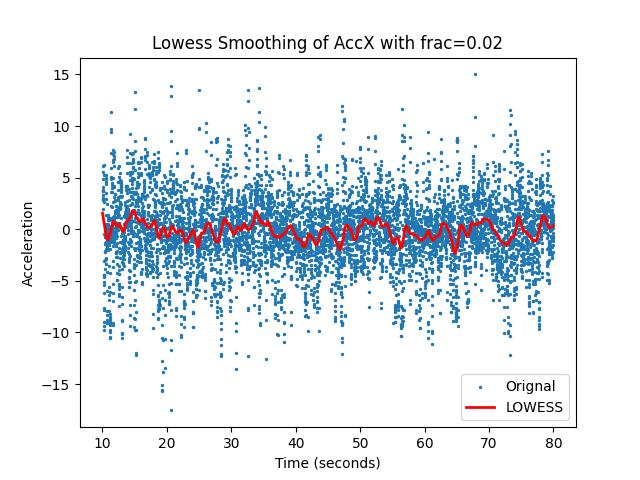 Lowess Smoothing of AccX with frac=0.02
15
10
5
0
−5
−10
−15
Acceleration
10 20 30 40 50 60 70 80
Time (seconds)
Orignal
LOWESS